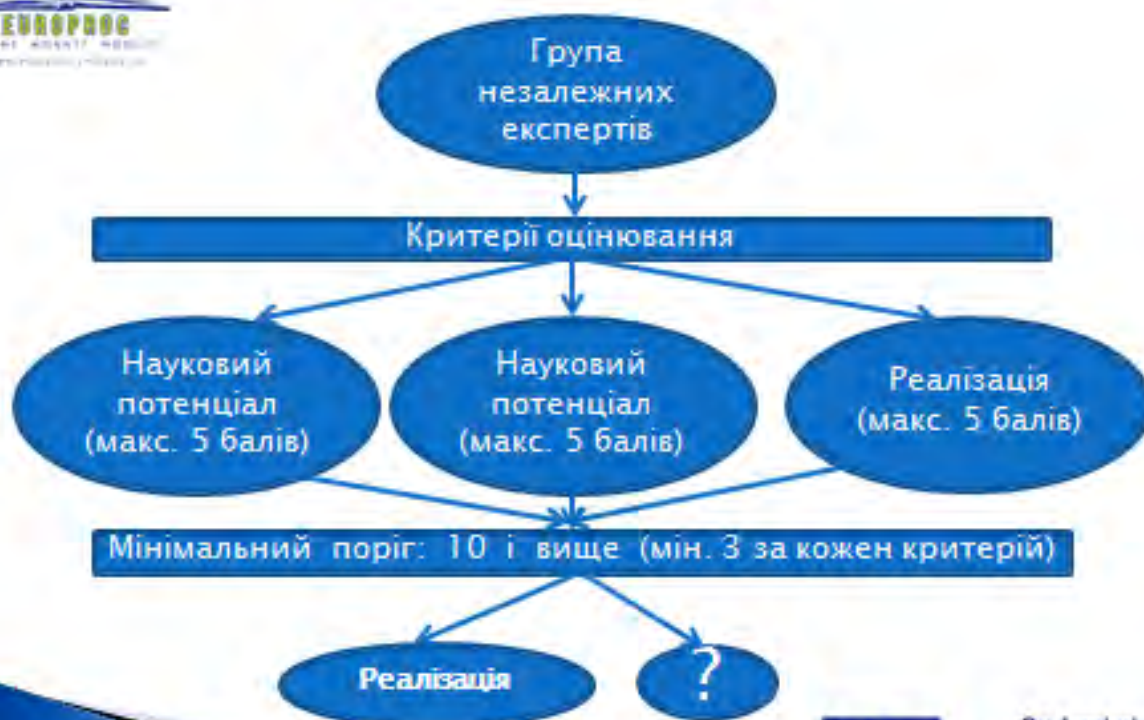 EUROPROC
Група
незалежних
експертів
Критерії оцінювання
Науковий
потенціал
(макс. 5 балів)
Науковий
потенціал
(макс. 5 балів)
Реалізація
(макс. 5 балів)
Мінімальний поріг: 10 і вище (мін. 3 за кожен критерій)
Реалізація
?